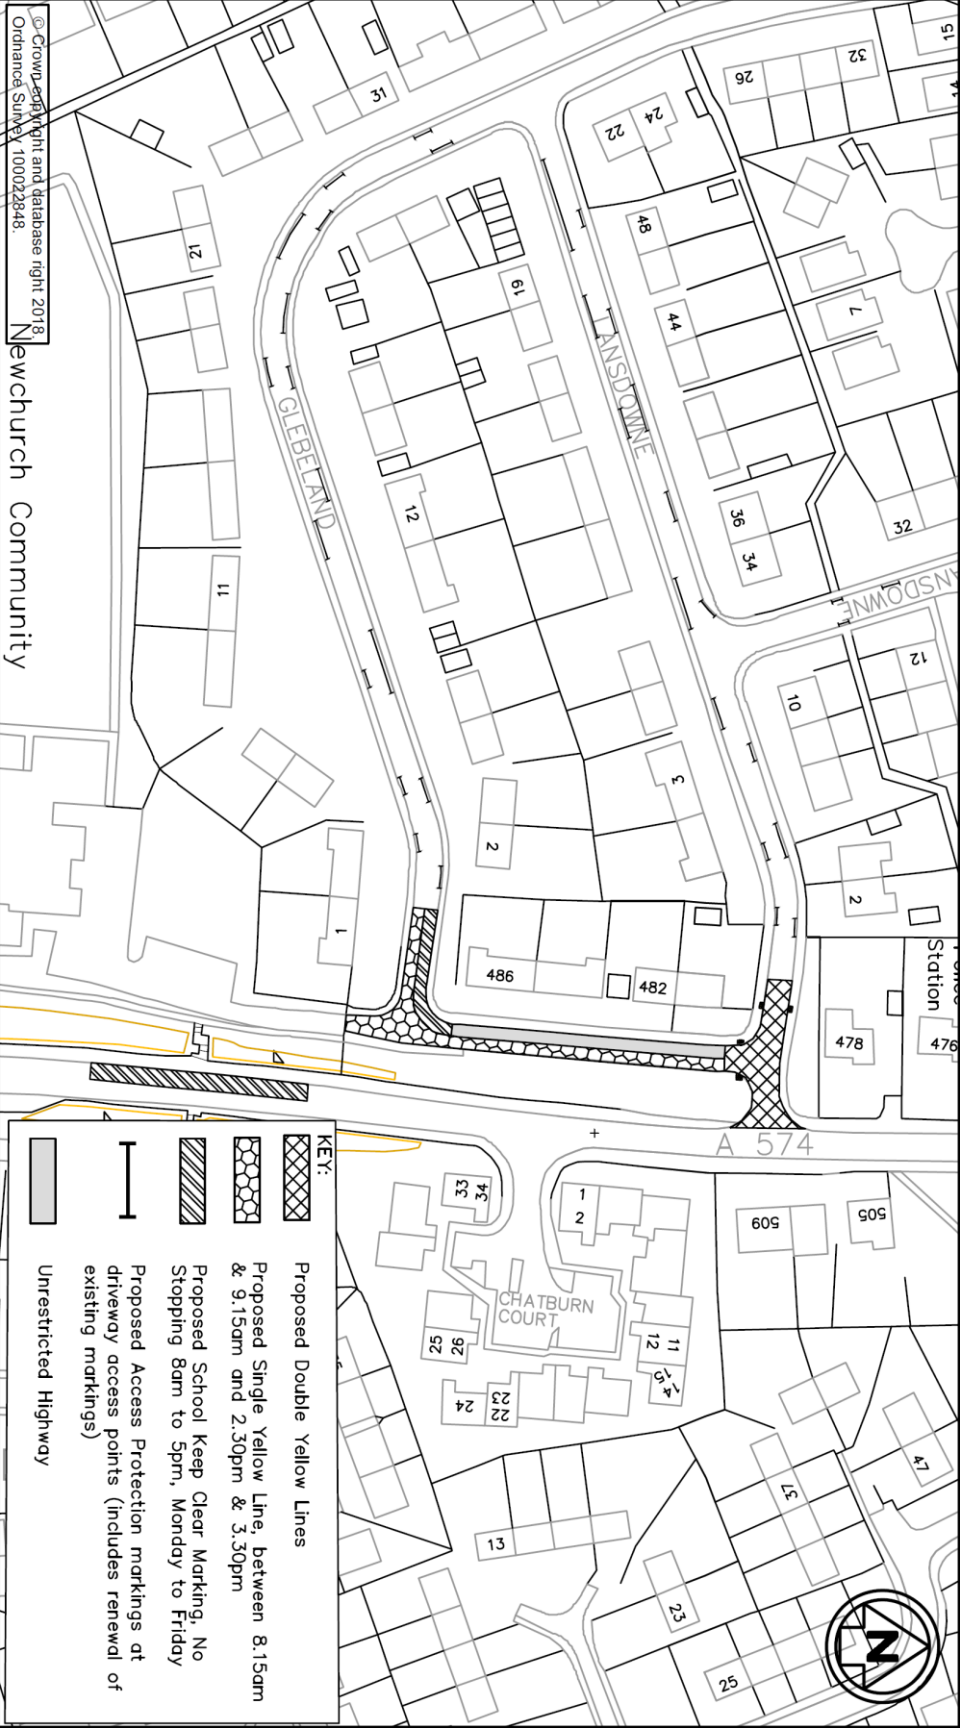 © Crown copyright and database right 2018.
Ordnance Survey 100022848.
Newchurch Community
15
32
26
24
22
31
48
44
7
21
19
LANSDOWNE
GLEBELAND
12
36
34
32
LANSDOWNE
11
12
10
3
2
2
1
486
482
Station
478
476
A 574
33
34
1
2
509
505
CHATBURN
COURT
25
26
11
12
14
15
24
23
22
13
37
47
23
25
N
KEY:
Proposed Double Yellow Lines
Proposed Single Yellow Line, between 8.15am
& 9.15am and 2.30pm & 3.30pm
Proposed School Keep Clear Marking, No
Stopping 8am to 5pm, Monday to Friday
Proposed Access Protection markings at
driveway access points (includes renewal of
existing markings)
Unrestricted Highway